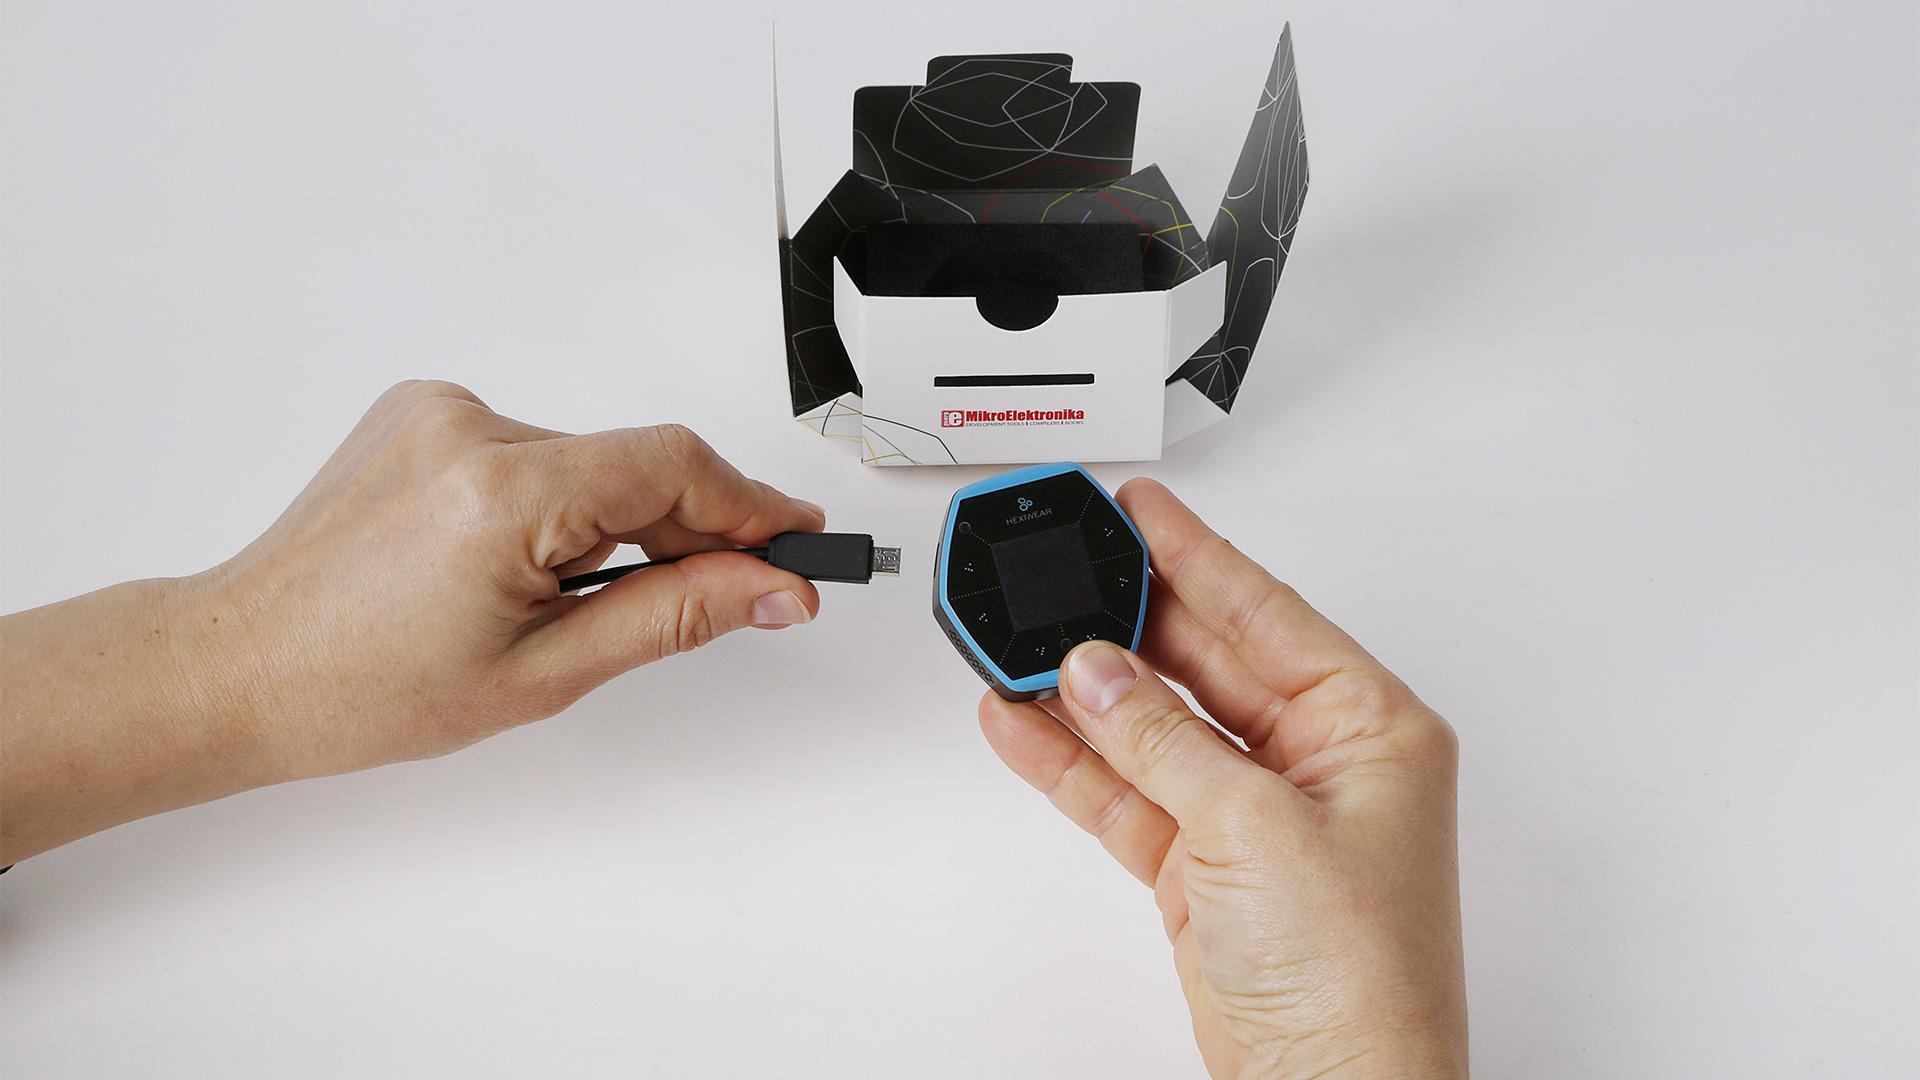 MikroElektronika
DEVELOPMENT TOOLS | COMPILERS | BOOKS
HEXIWEAR